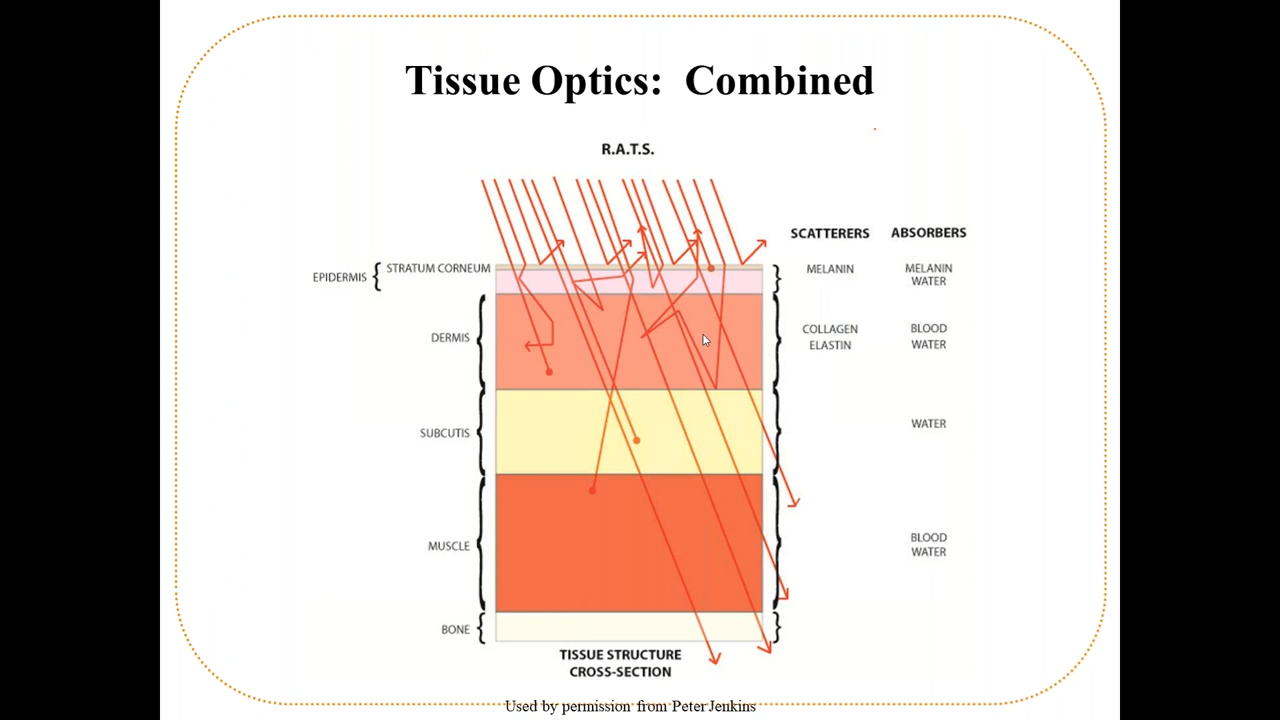 Tissue Optics:  Combined
R.A.T.S.
SCATTERERS ABSORBERS
EPIDERMIS
STRATUM CORNEUM
MELANIN
MELANIN
WATER
DERMIS
COLLAGEN
ELASTIN
BLOOD
WATER
SUBCUTIS
WATER
MUSCLE
BLOOD
WATER
BONE
TISSUE STRUCTURE
CROSS-SECTION
Used by permission from Peter Jenkins